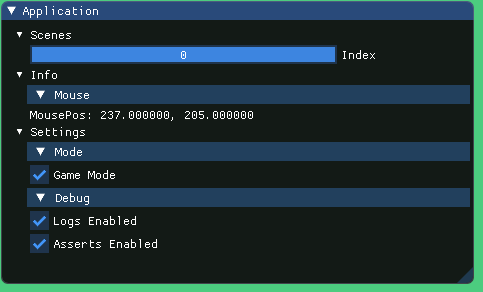 Application
Scenes
0 Index
Info
Mouse
MousePos: 237.000000, 205.000000
Settings
Mode
Game Mode
Debug
Logs Enabled
Asserts Enabled